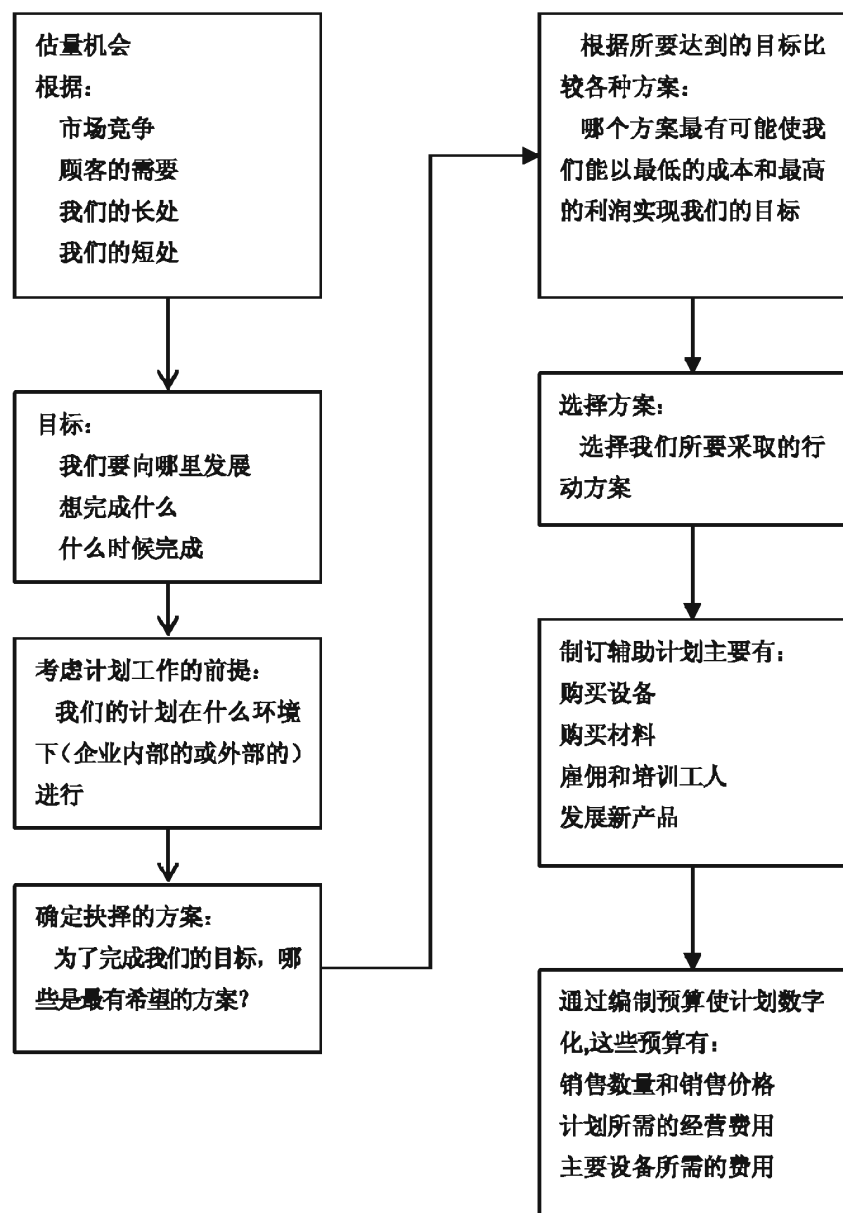 估量机会
根据：
市场竞争
顾客的需要
我们的长处
我们的短处
目标：
我们要向哪里发展
想完成什么
什么时候完成
考虑计划工作的前提：
我们的计划在什么环境
下（企业内部的或外部的）
进行
确定抉择的方案：
为了完成我们的目标，哪
些是最有希望的方案？
根据所要达到的目标比
较各种方案：
哪个方案最有可能使我
们能以最低的成本和最高
的利润实现我们的目标
选择方案：
选择我们所要采取的行
动方案
制订辅助计划主要有：
购买设备
购买材料
雇佣和培训工人
发展新产品
通过编制预算使计划数字
化,这些预算有：
销售数量和销售价格
计划所需的经营费用
主要设备所需的费用